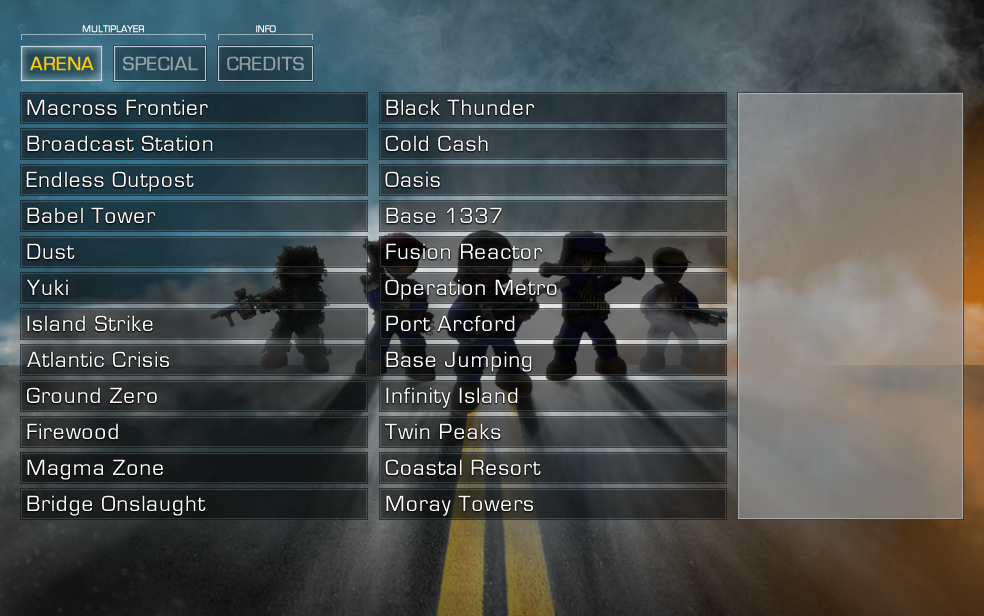 MULTIPLAYER INFO
ARENA SPECIAL CREDITS
Macross Frontier Black Thunder
Broadcast Station Cold Cash
Endless Outpost Oasis
Babel Tower Base 1337
Dust Fusion Reactor
Yuki Operation Metro
Island Strike Port Arcford
Atlantic Crisis Base Jumping
Ground Zero Infinity Island
Firewood Twin Peaks
Magma Zone Coastal Resort
Bridge Onslaught Moray Towers